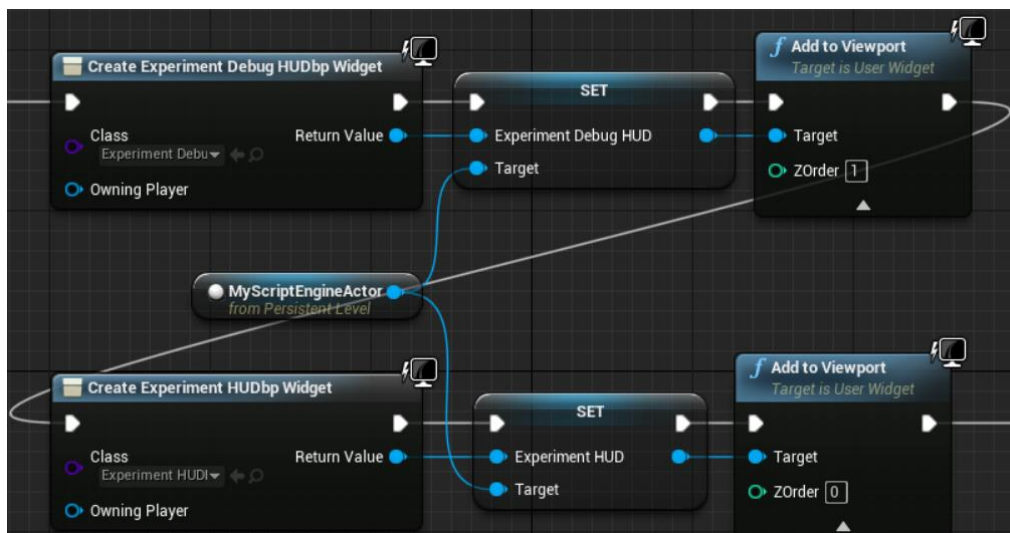 Create Experiment Debug HUDbp Widget
Class
Experiment Debu
Return Value
Owning Player
SET
Experiment Debug HUD
Target
Add to Viewport
Target is User Widget
Target
ZOrder 1
MyScriptEngineActor
from Persistent Level
Create Experiment HUDbp Widget
Class
Experiment HUDI
Return Value
Owning Player
SET
Experiment HUD
Target
Add to Viewport
Target is User Widget
Target
ZOrder 0